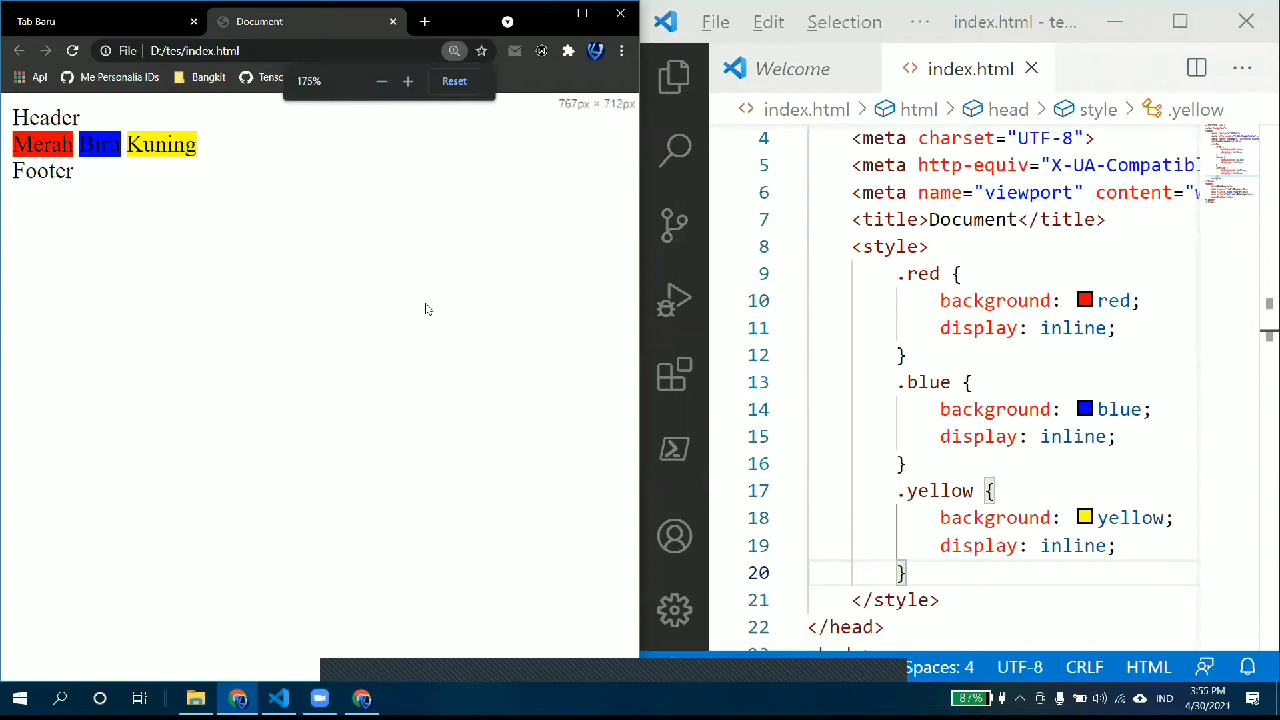 Tab Baru
Document
File D:/tes/index.html
Apl Me Personalia IDs Bangkit
175% Reset
767px × 712px
Header
Merah Biru Kuning
Footer
File Edit Selection ··· index.html - te...
Welcome
index.html
index.html > html > head > style > .yellow
4 <meta charset="UTF-8">
5 <meta http-equiv="X-UA-Compatibl
6 <meta name="viewport" content="w
7 <title>Document</title>
8 <style>
9 .red {
10 background: red;
11 display: inline;
12 }
13 .blue {
14 background: blue;
15 display: inline;
16 }
17 .yellow {
18 background: yellow;
19 display: inline;
20 }
21 </style>
22 </head>
Spaces: 4 UTF-8 CRLF HTML
87% IND 3:55 PM
4/30/2021